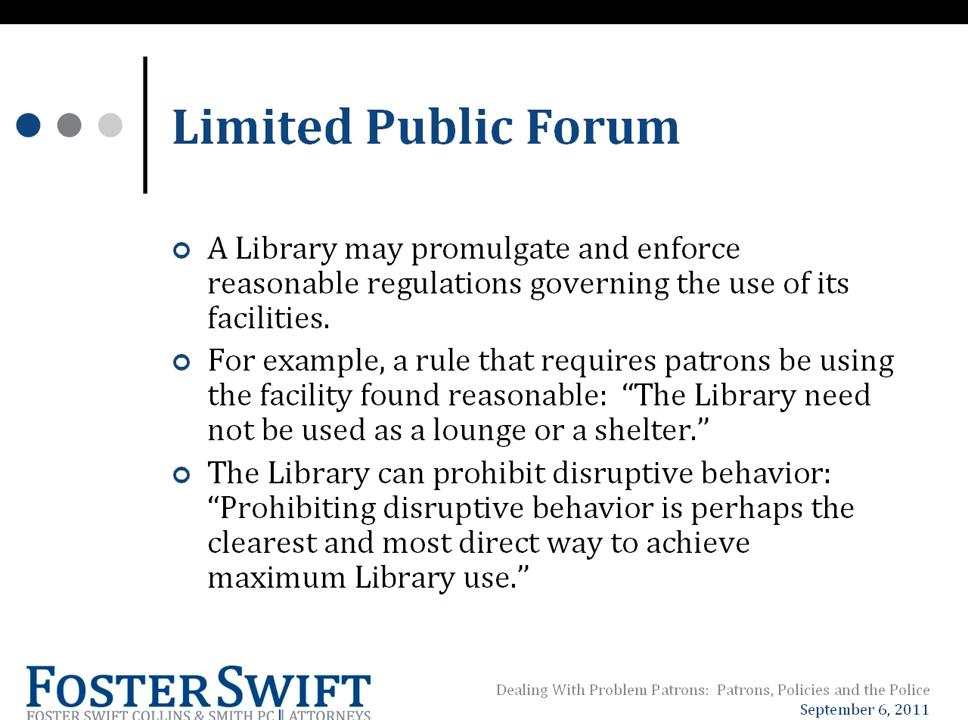 Limited Public Forum
A Library may promulgate and enforce
reasonable regulations governing the use of its
facilities.
For example, a rule that requires patrons be using
the facility found reasonable:  “The Library need
not be used as a lounge or a shelter.”
The Library can prohibit disruptive behavior:
“Prohibiting disruptive behavior is perhaps the
clearest and most direct way to achieve
maximum Library use.”
FOSTER SWIFT
FOSTER SWIFT COLLINS & SMITH PC || ATTORNEYS
Dealing With Problem Patrons:  Patrons, Policies and the Police
September 6, 2011